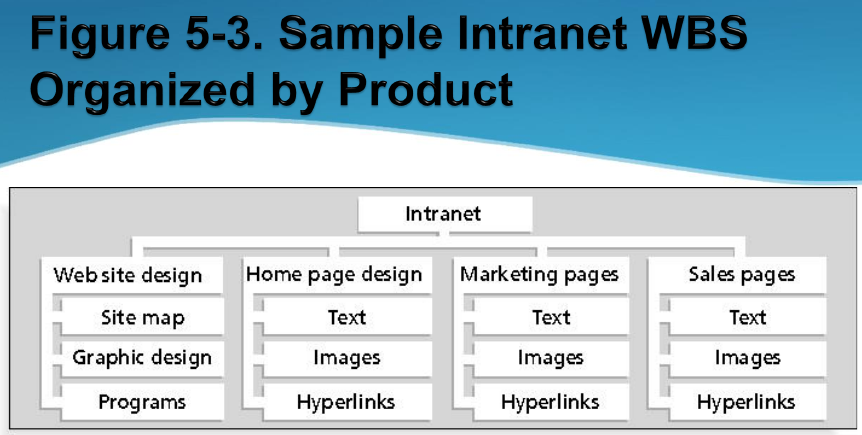 Figure 5-3. Sample Intranet WBS
Organized by Product
Intranet
Web site design
Site map
Graphic design
Programs
Home page design
Text
Images
Hyperlinks
Marketing pages
Text
Images
Hyperlinks
Sales pages
Text
Images
Hyperlinks